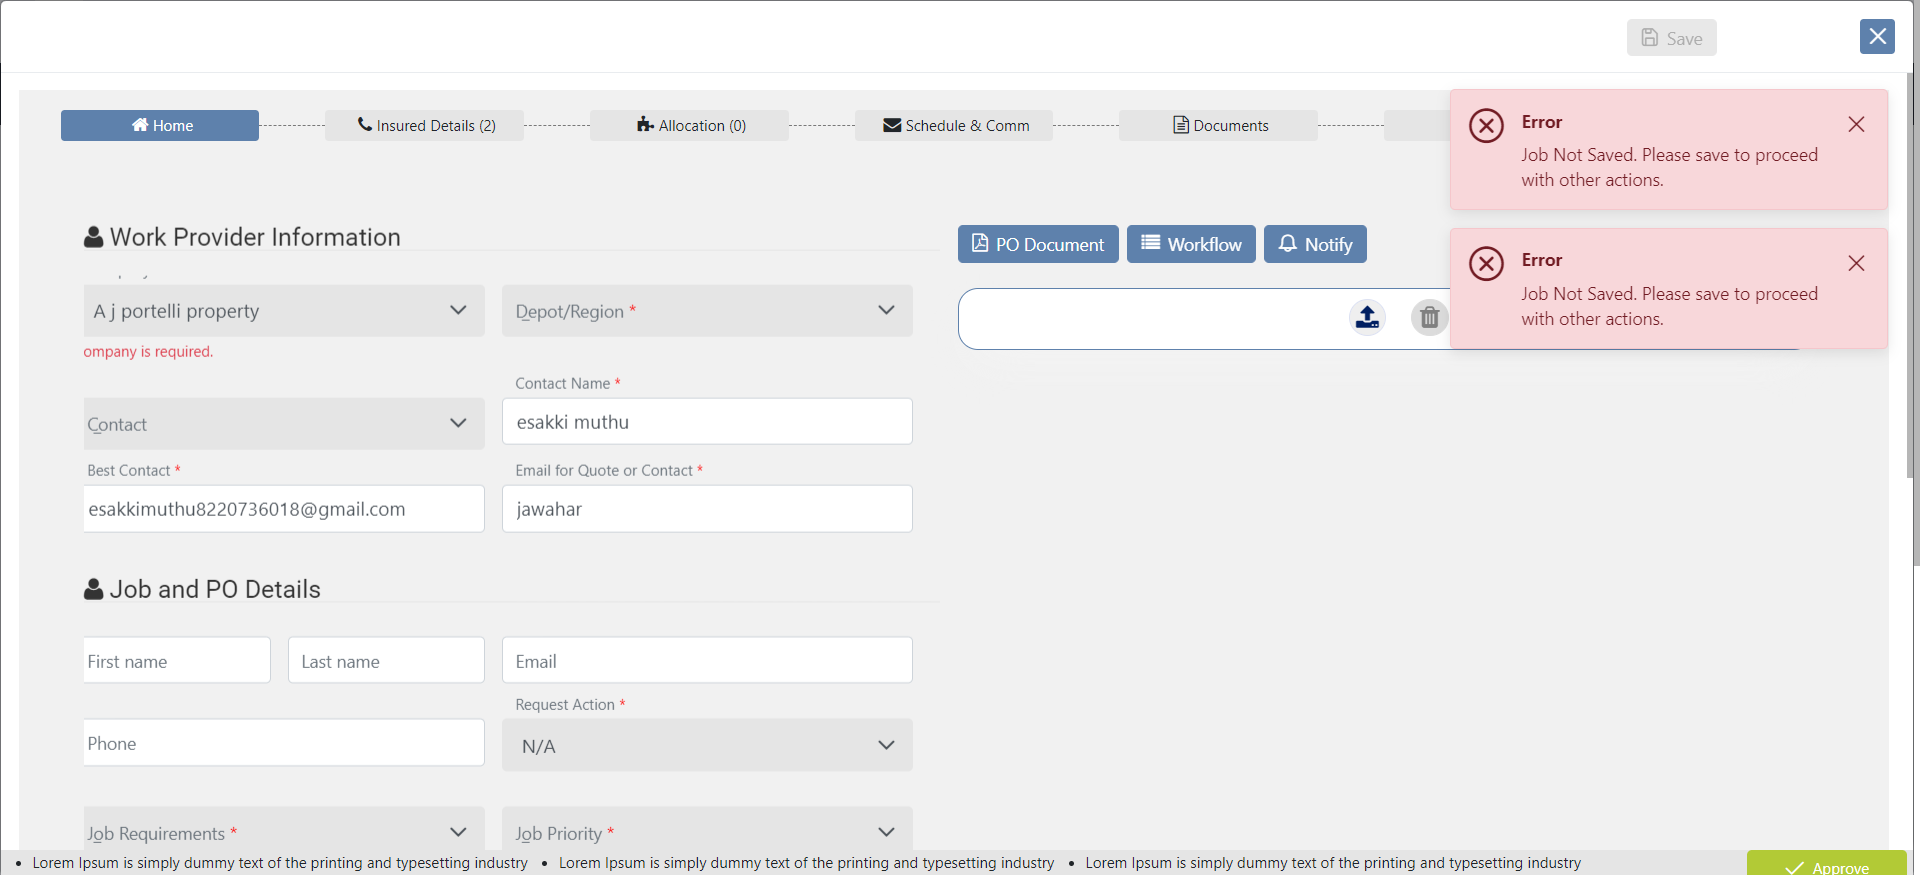 Save
Home
Insured Details (2)
Allocation (0)
Schedule & Comm
Documents
Error
Job Not Saved. Please save to proceed
with other actions.
Error
Job Not Saved. Please save to proceed
with other actions.
Work Provider Information
PO Document
Workflow
Notify
A j portelli property
Depot/Region *
ompany is required.
Contact Name *
Contact
esakki muthu
Best Contact *
Email for Quote or Contact *
esakkimuthu8220736018@gmail.com
jawahar
Job and PO Details
First name
Last name
Email
Request Action *
Phone
N/A
Job Requirements *
Job Priority *
• Lorem Ipsum is simply dummy text of the printing and typesetting industry • Lorem Ipsum is simply dummy text of the printing and typesetting industry • Lorem Ipsum is simply dummy text of the printing and typesetting industry
Approve